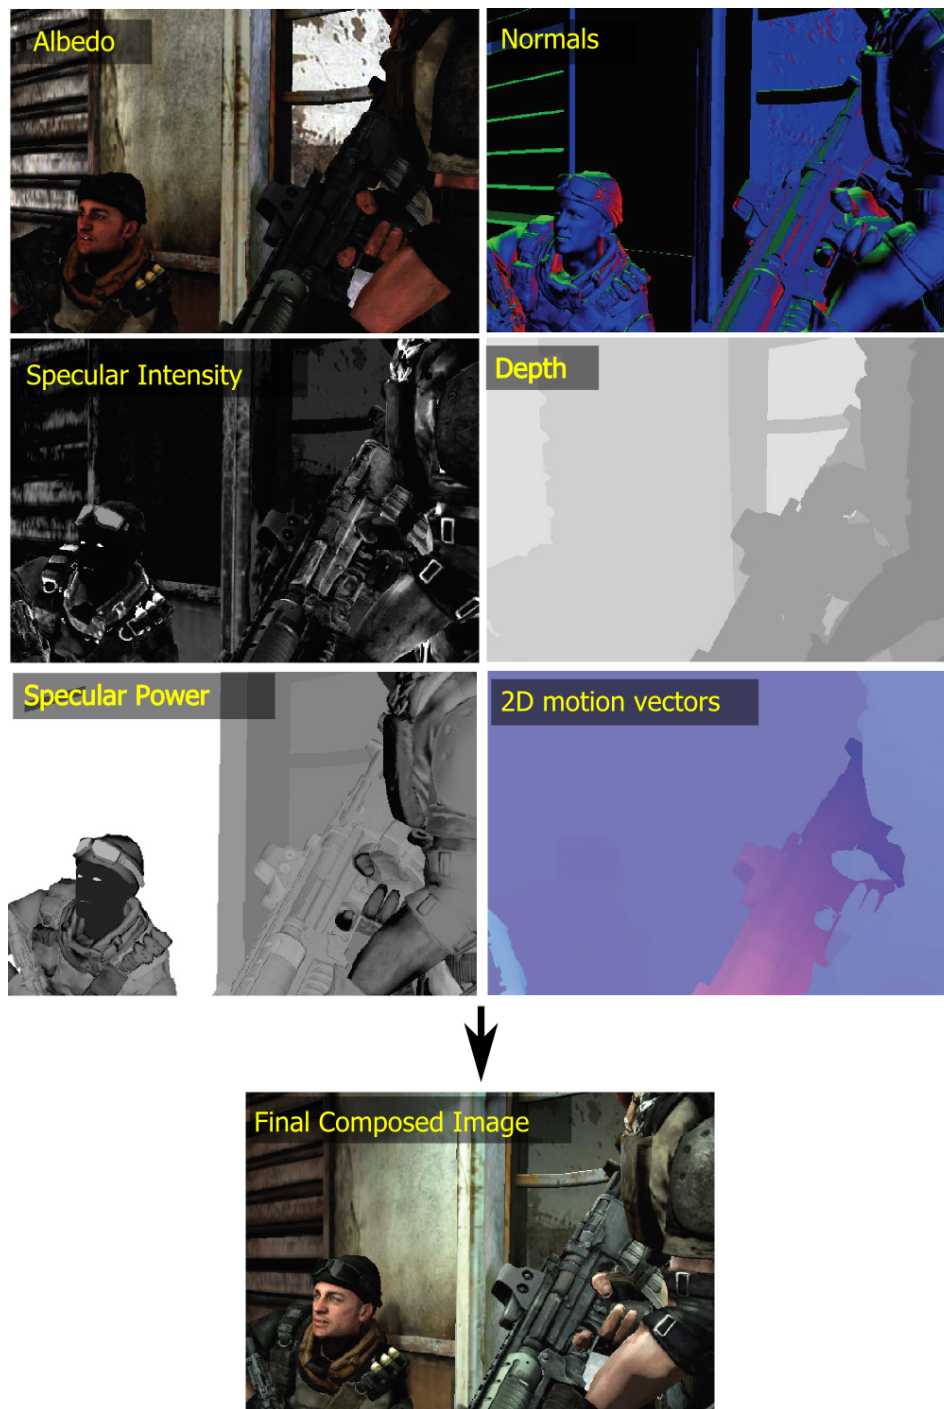 Albedo
Normals
Specular Intensity
Depth
Specular Power
2D motion vectors
Final Composed Image